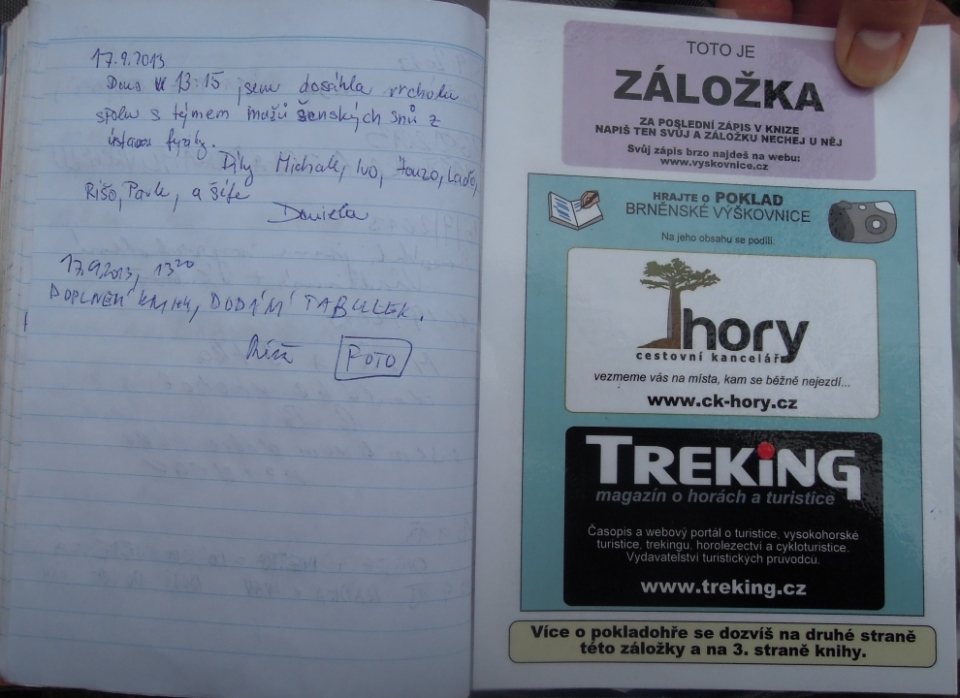 17.9.2013
Dnes v 13:15 jsem dosáhla vrcholu
spolu s týmem mužů ženských snů z
ústavu fyziky.
Díky Michale, Ivo, Honzo, Laďo,
Rišo, Pavle, a šéfe
Daniela
17.9.2013, 13 20
DOPLNĚNÍ KNIHY, DODÁNÍ TABULEK.
FOTO
TOTO JE
ZÁLOŽKA
ZA POSLEDNÍ ZÁPIS V KNIZE
NAPIŠ TEN SVŮJ A ZÁLOŽKU NECHEJ U NĚJ
Svůj zápis brzo najdeš na webu:
www.vyskovnice.cz
HRAJTE o POKLAD
BRNĚNSKÉ VÝŠKOVNICE
Na jeho obsahu se podílí:
hory
cestovní kancelář
vezmeme vás na místa, kam se běžně nejezdí...
www.ck-hory.cz
TREKiNG
magazín o horách a turistice
Časopis a webový portál o turistice, vysokohorské
turistice, trekingu, horolezectví a cykloturistice.
Vydavatelství turistických průvodců.
www.treking.cz
Více o pokladohře se dozvíš na druhé straně
této záložky a na 3. straně knihy.